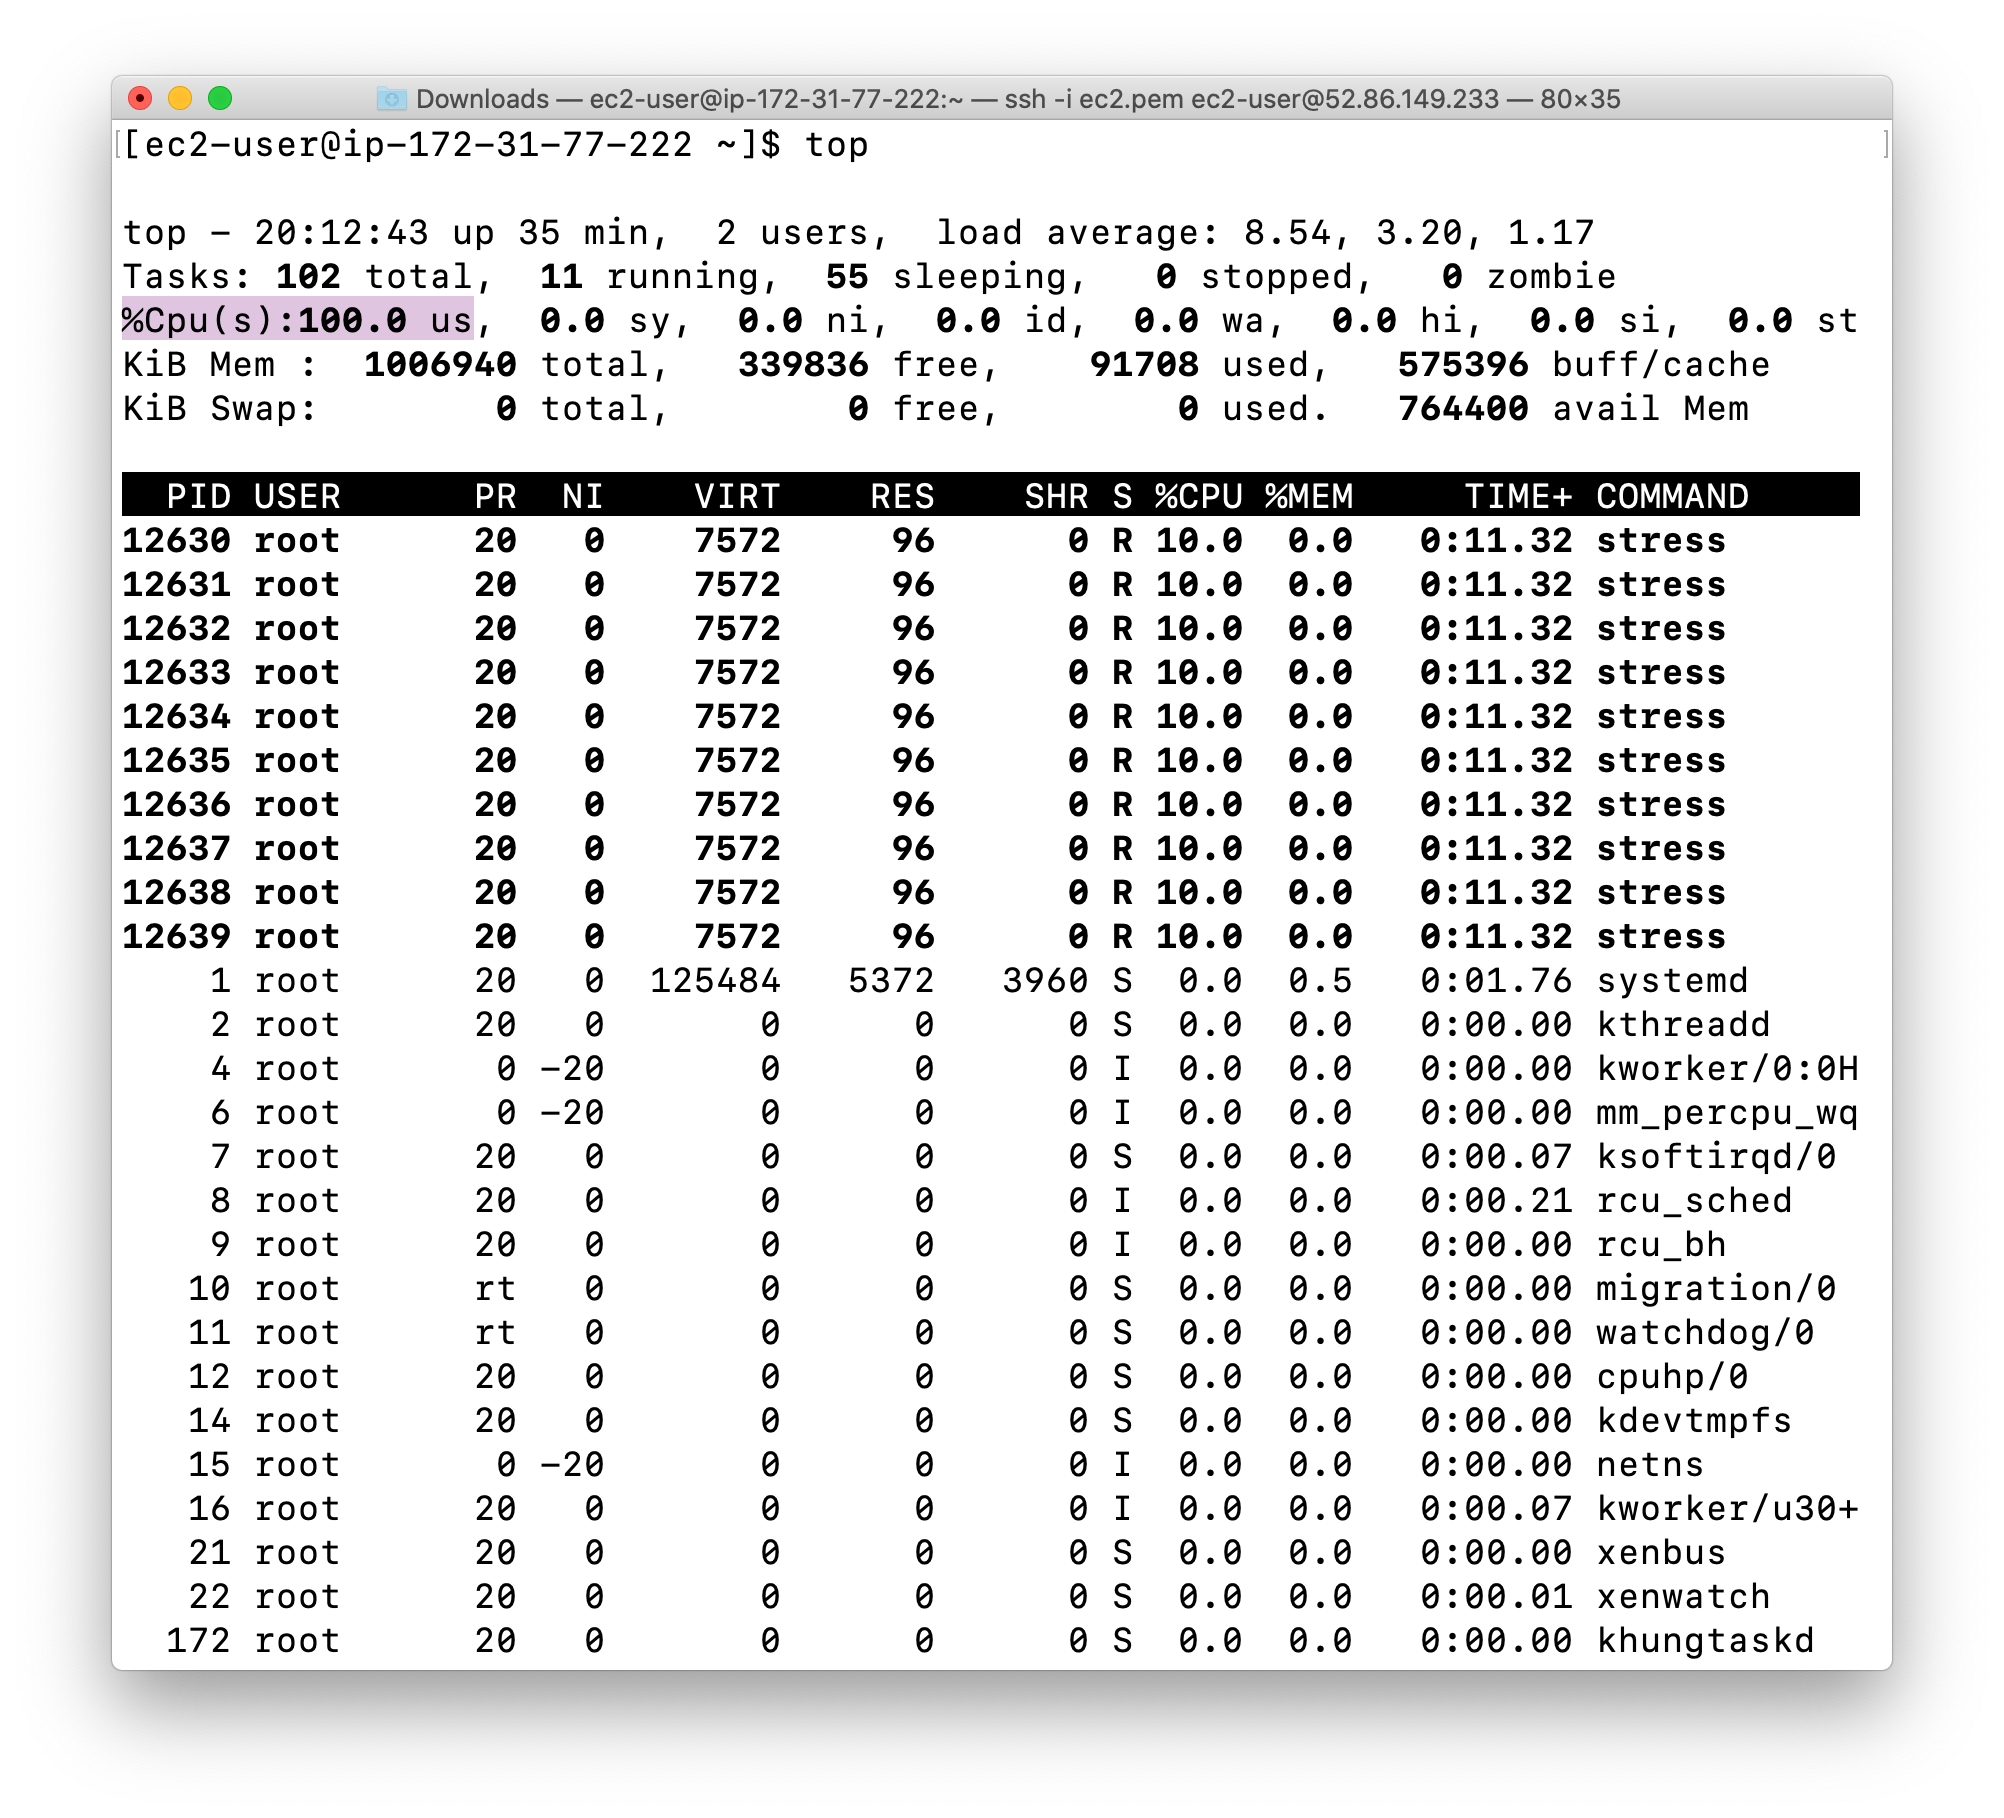 Downloads — ec2-user@ip-172-31-77-222:~ — ssh -i ec2.pem ec2-user@52.86.149.233 — 80×35
[ec2-user@ip-172-31-77-222 ~]$ top
top - 20:12:43 up 35 min,  2 users,  load average: 8.54, 3.20, 1.17
Tasks: 102 total,  11 running,  55 sleeping,   0 stopped,   0 zombie
%Cpu(s):100.0 us,  0.0 sy,  0.0 ni,  0.0 id,  0.0 wa,  0.0 hi,  0.0 si,  0.0 st
KiB Mem :  1006940 total,   339836 free,    91708 used,   575396 buff/cache
KiB Swap:        0 total,        0 free,        0 used.   764400 avail Mem
PID USER      PR  NI    VIRT    RES    SHR S %CPU %MEM     TIME+ COMMAND
12630 root      20   0    7572     96      0 R 10.0  0.0   0:11.32 stress
12631 root      20   0    7572     96      0 R 10.0  0.0   0:11.32 stress
12632 root      20   0    7572     96      0 R 10.0  0.0   0:11.32 stress
12633 root      20   0    7572     96      0 R 10.0  0.0   0:11.32 stress
12634 root      20   0    7572     96      0 R 10.0  0.0   0:11.32 stress
12635 root      20   0    7572     96      0 R 10.0  0.0   0:11.32 stress
12636 root      20   0    7572     96      0 R 10.0  0.0   0:11.32 stress
12637 root      20   0    7572     96      0 R 10.0  0.0   0:11.32 stress
12638 root      20   0    7572     96      0 R 10.0  0.0   0:11.32 stress
12639 root      20   0    7572     96      0 R 10.0  0.0   0:11.32 stress
1 root      20   0  125484   5372   3960 S  0.0  0.5   0:01.76 systemd
2 root      20   0       0      0      0 S  0.0  0.0   0:00.00 kthreadd
4 root       0 -20       0      0      0 I  0.0  0.0   0:00.00 kworker/0:0H
6 root       0 -20       0      0      0 I  0.0  0.0   0:00.00 mm_percpu_wq
7 root      20   0       0      0      0 S  0.0  0.0   0:00.07 ksoftirqd/0
8 root      20   0       0      0      0 I  0.0  0.0   0:00.21 rcu_sched
9 root      20   0       0      0      0 I  0.0  0.0   0:00.00 rcu_bh
10 root      rt   0       0      0      0 S  0.0  0.0   0:00.00 migration/0
11 root      rt   0       0      0      0 S  0.0  0.0   0:00.00 watchdog/0
12 root      20   0       0      0      0 S  0.0  0.0   0:00.00 cpuhp/0
14 root      20   0       0      0      0 S  0.0  0.0   0:00.00 kdevtmpfs
15 root       0 -20       0      0      0 I  0.0  0.0   0:00.00 netns
16 root      20   0       0      0      0 I  0.0  0.0   0:00.07 kworker/u30+
21 root      20   0       0      0      0 S  0.0  0.0   0:00.00 xenbus
22 root      20   0       0      0      0 S  0.0  0.0   0:00.01 xenwatch
172 root      20   0       0      0      0 S  0.0  0.0   0:00.00 khungtaskd